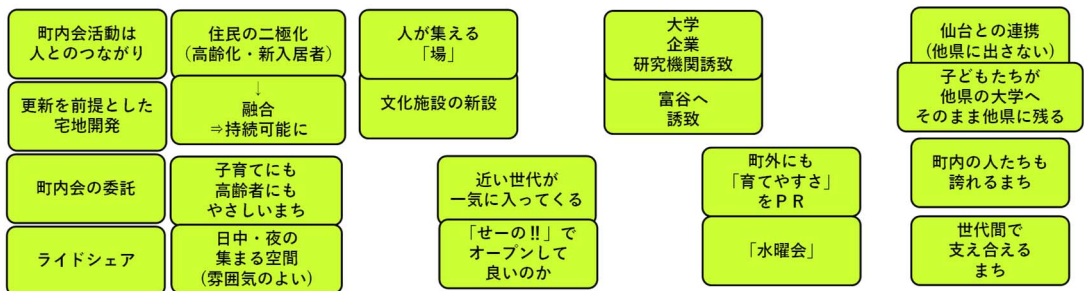 町内会活動は
人とのつながり
更新を前提とした
宅地開発
町内会の委託
ライドシェア
住民の二極化
(高齢化・新入居者)
↓
融合
⇒持続可能に
子育てにも
高齢者にも
やさしいまち
日中・夜の
集まる空間
(雰囲気のよい)
人が集える
「場」
文化施設の新設
近い世代が
一気に入ってくる
「せーの!!」で
オープンして
良いのか
大学
企業
研究機関誘致
富谷へ
誘致
町外にも
「育てやすさ」
をＰＲ
「水曜会」
仙台との連携
(他県に出さない)
子どもたちが
他県の大学へ
そのまま他県に残る
町内の人たちも
誇れるまち
世代間で
支え合える
まち